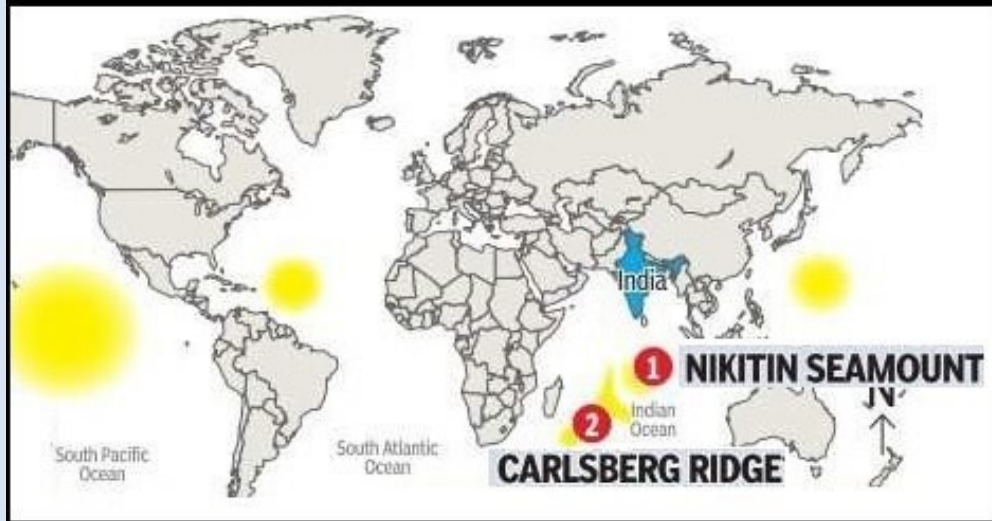 India
1 NIKITIN SEAMOUNT
N
2
Indian
Ocean
South Pacific
Ocean
South Atlantic
Ocean
CARLSBERG RIDGE